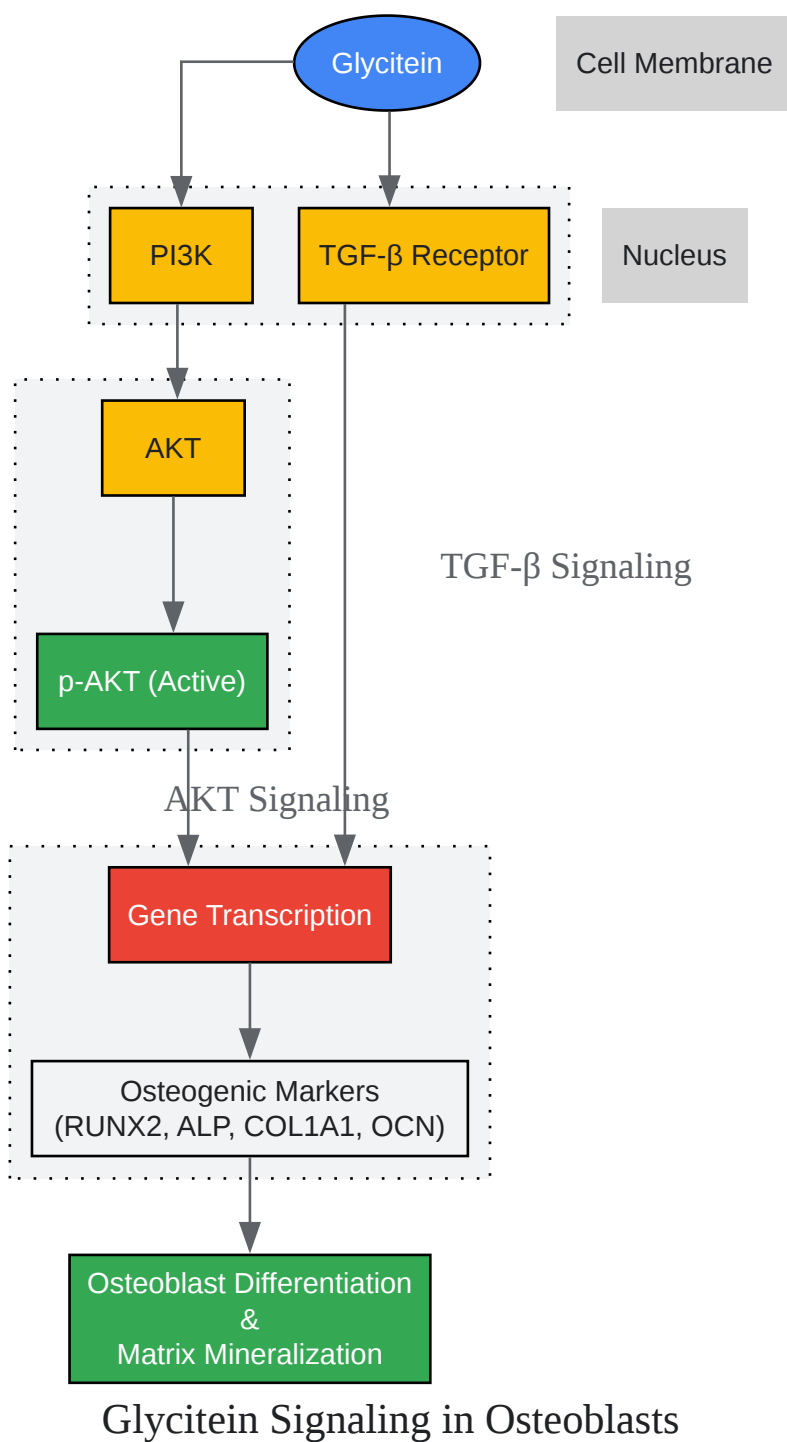 Glycitein
Cell Membrane
PI3K
TGF-β Receptor
Nucleus
AKT
TGF-β Signaling
p-AKT (Active)
AKT Signaling
Gene Transcription
Osteogenic Markers
(RUNX2, ALP, COL1A1, OCN)
Osteoblast Differentiation
&
Matrix Mineralization
Glycitein Signaling in Osteoblasts